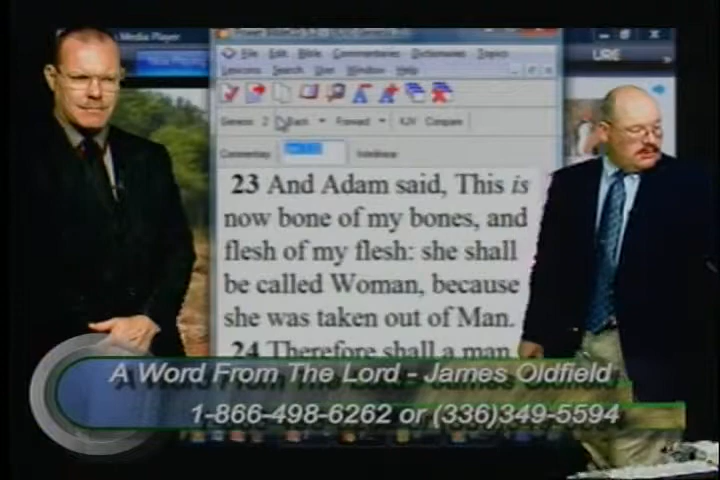 Media Player
File Edit Bible Commentaries Dictionaries Topics
Lexicons Search User Window Help
URE
Genesis 2 Back Forward KJV Compare
Commentary
23 And Adam said, This is
now bone of my bones, and
flesh of my flesh: she shall
be called Woman, because
she was taken out of Man.
24 Therefore shall a man
A Word From The Lord - James Oldfield
1-866-498-6262 or (336)349-5594